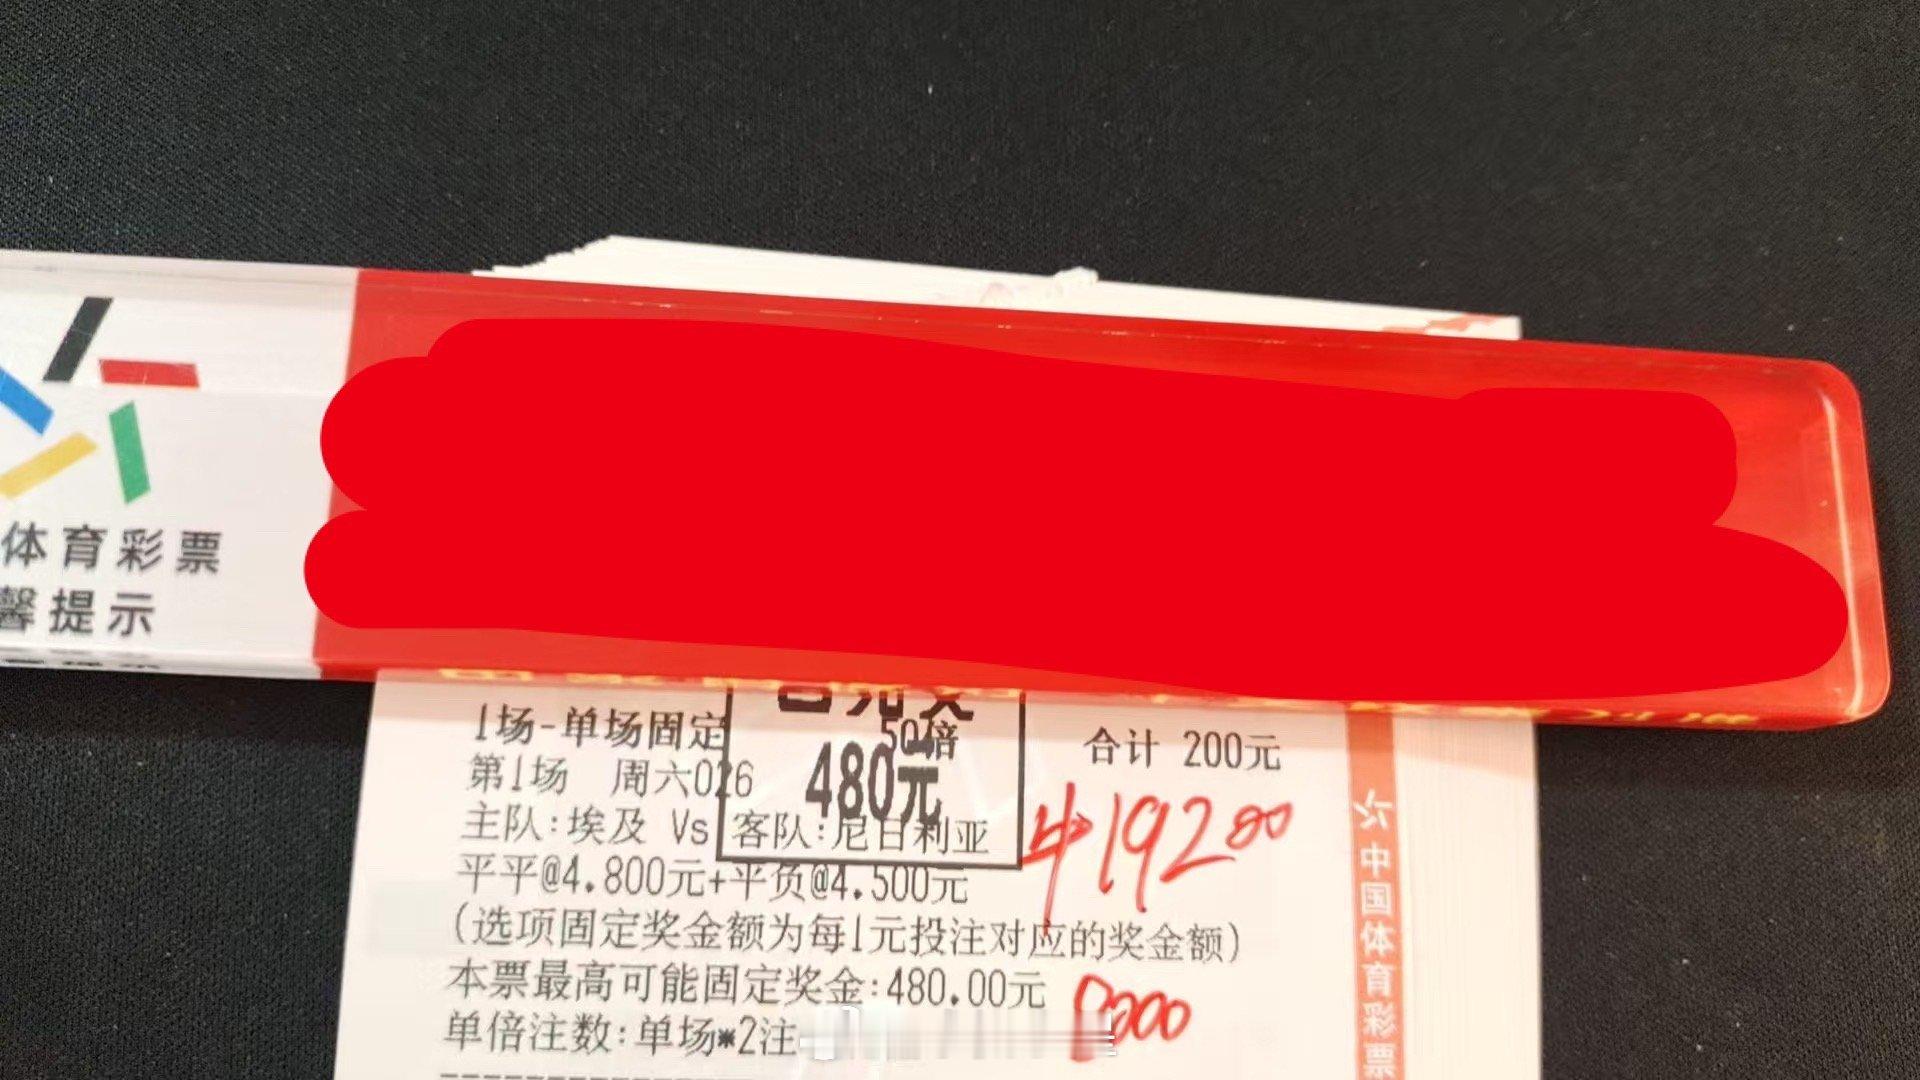 体育彩票
馨提示
1场-单场固定
50倍
合计 200元
第1场 周六026
480元
主队:埃及 Vs 客队:尼日利亚
中19200
平平@4.800元+平负@4.500元
(选项固定奖金额为每1元投注对应的奖金额)
本票最高可能固定奖金:480.00元
单倍注数:单场*2注
中国体育彩票